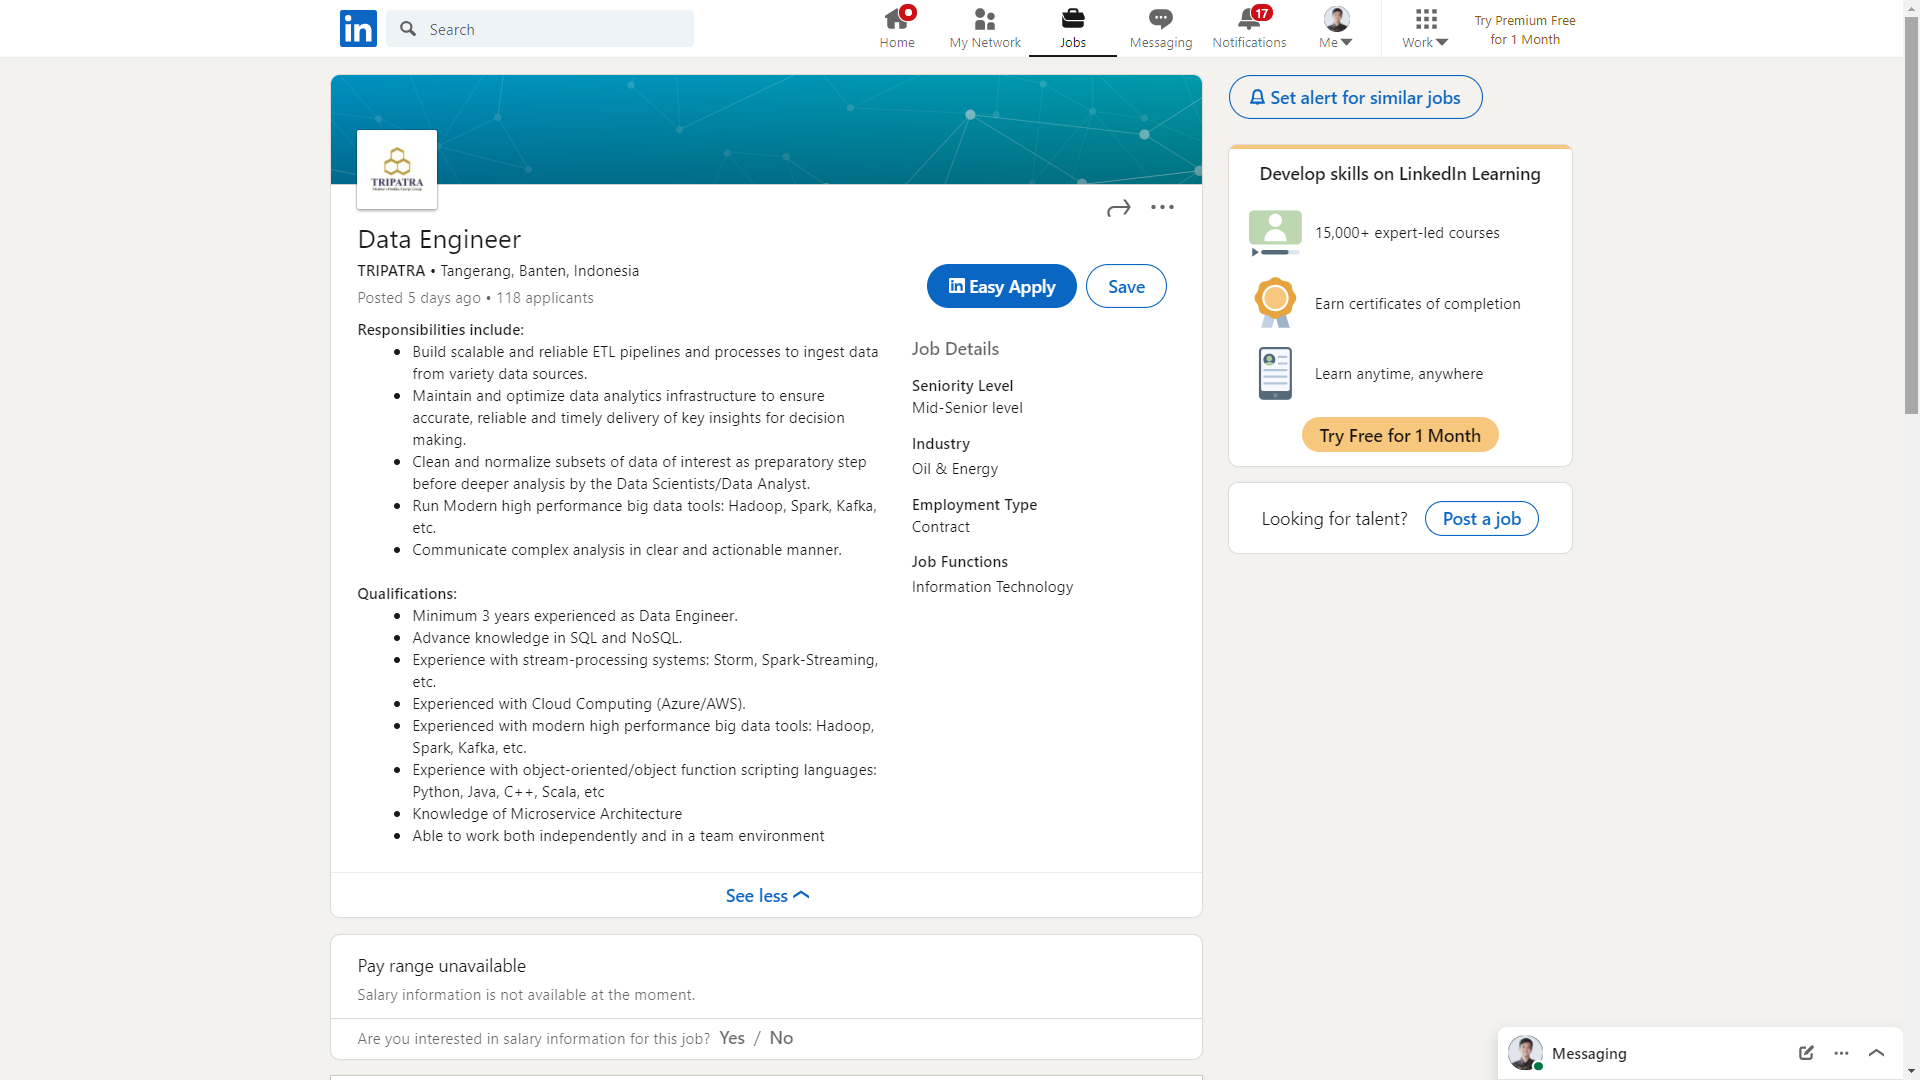 in
Search
Home
My Network
Jobs
Messaging
17
Notifications
Me
Work
Try Premium Free
for 1 Month
TRIPATRA
Data Engineer
TRIPATRA • Tangerang, Banten, Indonesia
Posted 5 days ago • 118 applicants
in Easy Apply
Save
Responsibilities include:
• Build scalable and reliable ETL pipelines and processes to ingest data
from variety data sources.
• Maintain and optimize data analytics infrastructure to ensure
accurate, reliable and timely delivery of key insights for decision
making.
• Clean and normalize subsets of data of interest as preparatory step
before deeper analysis by the Data Scientists/Data Analyst.
• Run Modern high performance big data tools: Hadoop, Spark, Kafka,
etc.
• Communicate complex analysis in clear and actionable manner.
Qualifications:
• Minimum 3 years experienced as Data Engineer.
• Advance knowledge in SQL and NoSQL.
• Experience with stream-processing systems: Storm, Spark-Streaming,
etc.
• Experienced with Cloud Computing (Azure/AWS).
• Experienced with modern high performance big data tools: Hadoop,
Spark, Kafka, etc.
• Experience with object-oriented/object function scripting languages:
Python, Java, C++, Scala, etc
• Knowledge of Microservice Architecture
• Able to work both independently and in a team environment
Job Details
Seniority Level
Mid-Senior level
Industry
Oil & Energy
Employment Type
Contract
Job Functions
Information Technology
See less
Pay range unavailable
Salary information is not available at the moment.
Are you interested in salary information for this job? Yes / No
Set alert for similar jobs
Develop skills on LinkedIn Learning
15,000+ expert-led courses
Earn certificates of completion
Learn anytime, anywhere
Try Free for 1 Month
Looking for talent?
Post a job
Messaging